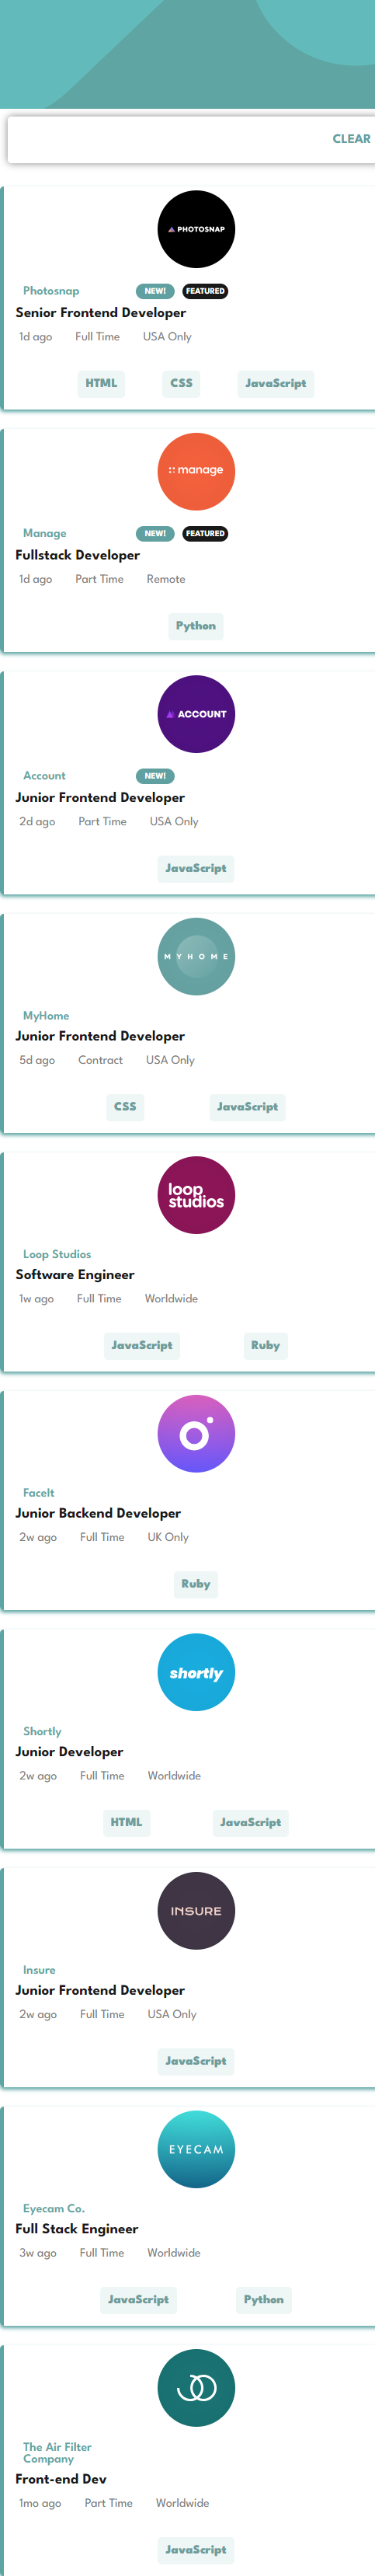 CLEAR
PHOTOSNAP
Photosnap NEW! FEATURED
Senior Frontend Developer
1d ago Full Time USA Only
HTML CSS JavaScript
manage
Manage NEW! FEATURED
Fullstack Developer
1d ago Part Time Remote
Python
ACCOUNT
Account NEW!
Junior Frontend Developer
2d ago Part Time USA Only
JavaScript
MYHOME
MyHome
Junior Frontend Developer
5d ago Contract USA Only
CSS JavaScript
loop
studios
Loop Studios
Software Engineer
1w ago Full Time Worldwide
JavaScript Ruby
FaceIt
Junior Backend Developer
2w ago Full Time UK Only
Ruby
shortly
Shortly
Junior Developer
2w ago Full Time Worldwide
HTML JavaScript
INSURE
Insure
Junior Frontend Developer
2w ago Full Time USA Only
JavaScript
EYECAM
Eyecam Co.
Full Stack Engineer
3w ago Full Time Worldwide
JavaScript Python
The Air Filter
Company
Front-end Dev
1mo ago Part Time Worldwide
JavaScript